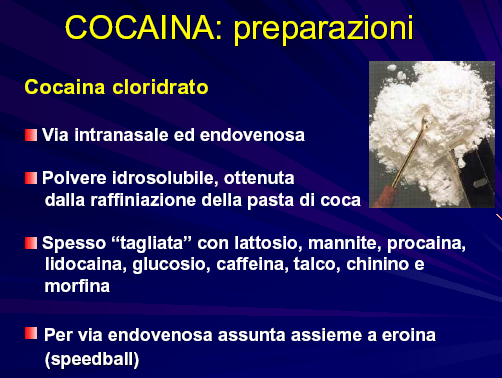 COCAINA: preparazioni
Cocaina cloridrato
Via intranasale ed endovenosa
Polvere idrosolubile, ottenuta
dalla raffiniazione della pasta di coca
Spesso “tagliata” con lattosio, mannite, procaina,
lidocaina, glucosio, caffeina, talco, chinino e
morfina
Per via endovenosa assunta assieme a eroina
(speedball)